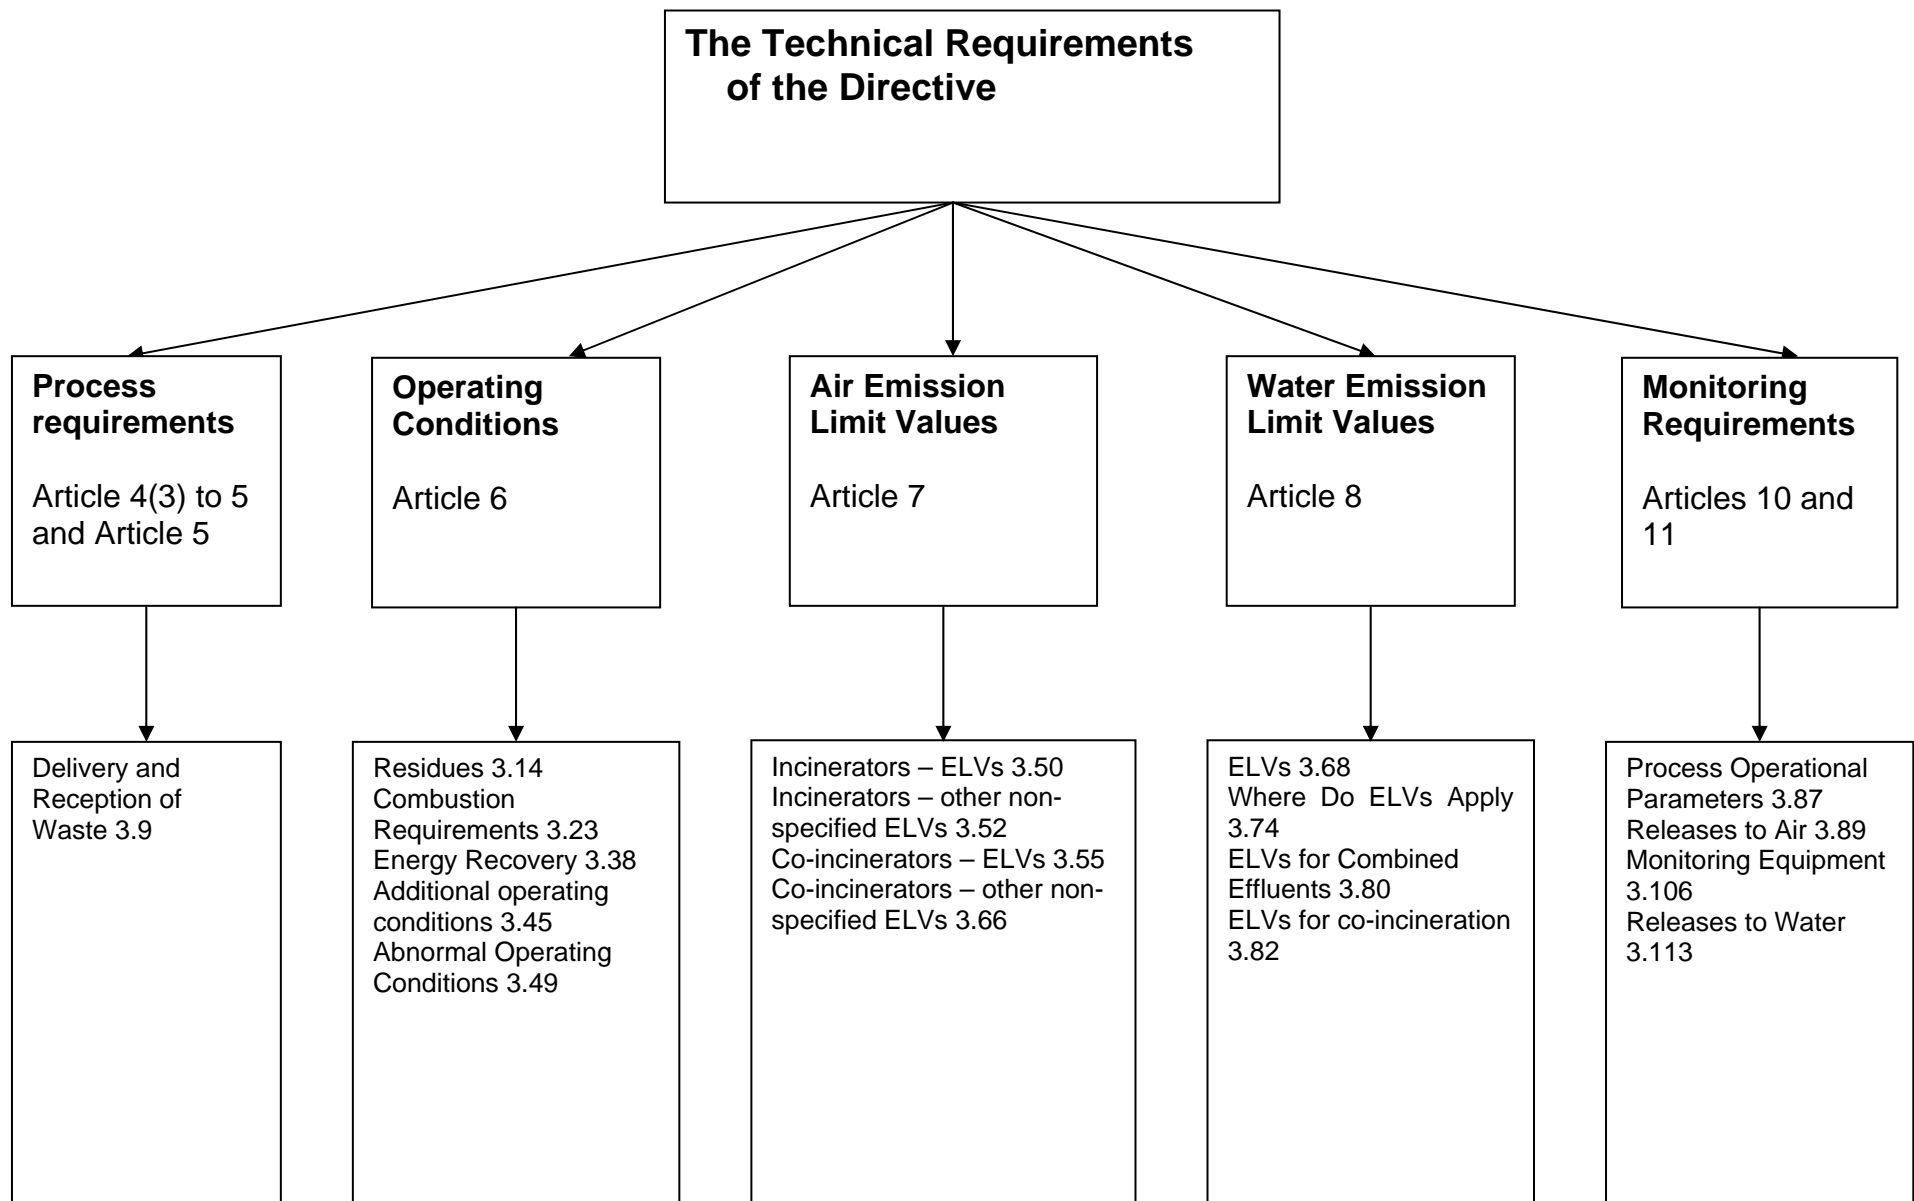 The Technical Requirements
of the Directive
Process
requirements
Article 4(3) to 5
and Article 5
Operating
Conditions
Article 6
Air Emission
Limit Values
Article 7
Water Emission
Limit Values
Article 8
Monitoring
Requirements
Articles 10 and
11
Delivery and
Reception of
Waste 3.9
Residues 3.14
Combustion
Requirements 3.23
Energy Recovery 3.38
Additional operating
conditions 3.45
Abnormal Operating
Conditions 3.49
Incinerators – ELVs 3.50
Incinerators – other non-
specified ELVs 3.52
Co-incinerators – ELVs 3.55
Co-incinerators – other non-
specified ELVs 3.66
ELVs 3.68
Where Do ELVs Apply
3.74
ELVs for Combined
Effluents 3.80
ELVs for co-incineration
3.82
Process Operational
Parameters 3.87
Releases to Air 3.89
Monitoring Equipment
3.106
Releases to Water
3.113